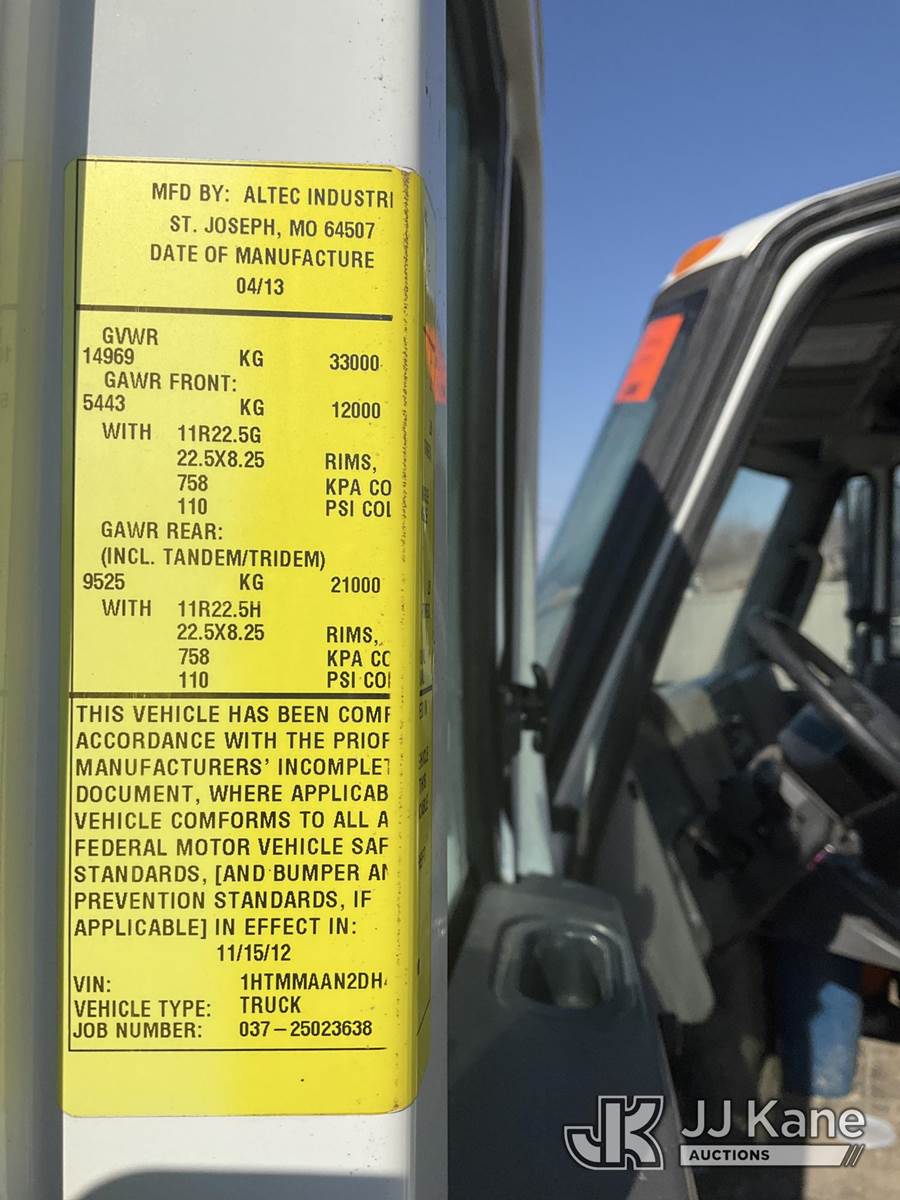 MFD BY: ALTEC INDUSTRI
ST. JOSEPH, MO 64507
DATE OF MANUFACTURE
04/13
GVWR
14969 KG 33000
GAWR FRONT:
5443 KG 12000
WITH 11R22.5G
22.5X8.25 RIMS,
758 KPA CO
110 PSI COL
GAWR REAR:
(INCL. TANDEM/TRIDEM)
9525 KG 21000
WITH 11R22.5H
22.5X8.25 RIMS,
758 KPA CO
110 PSI CO
THIS VEHICLE HAS BEEN COMP
ACCORDANCE WITH THE PRIOR
MANUFACTURERS' INCOMPLET
DOCUMENT, WHERE APPLICAB
VEHICLE COMFORMS TO ALL A
FEDERAL MOTOR VEHICLE SAF
STANDARDS, [AND BUMPER AN
PREVENTION STANDARDS, IF
APPLICABLE] IN EFFECT IN:
11/15/12
VIN: 1HTMMAAN2DH
VEHICLE TYPE: TRUCK
JOB NUMBER: 037-25023638
JK JJ Kane
AUCTIONS